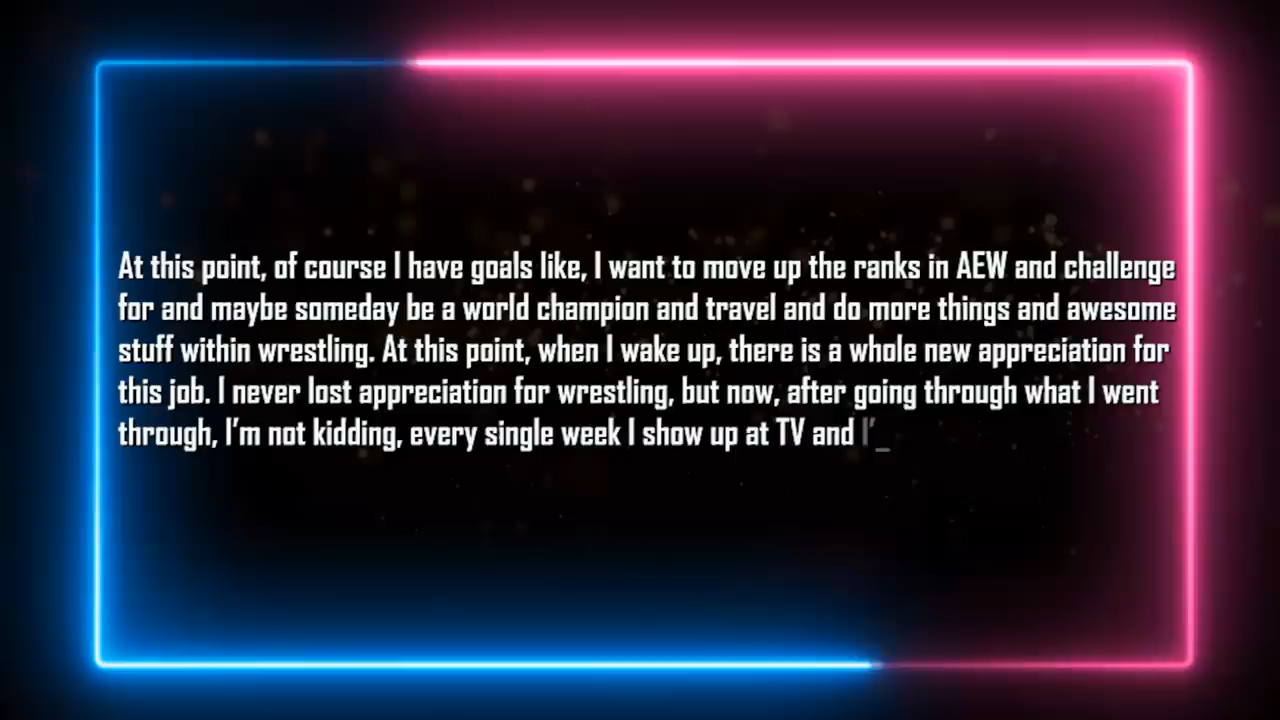 At this point, of course I have goals like, I want to move up the ranks in AEW and challenge
for and maybe someday be a world champion and travel and do more things and awesome
stuff within wrestling. At this point, when I wake up, there is a whole new appreciation for
this job. I never lost appreciation for wrestling, but now, after going through what I went
through, I'm not kidding, every single week I show up at TV and I'_